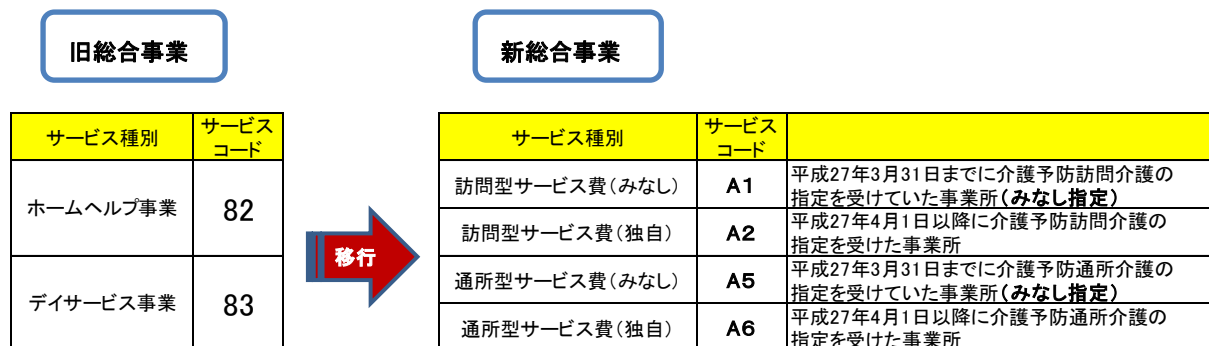 旧総合事業
新総合事業
サービス種別
サービス
コード
ホームヘルプ事業
82
デイサービス事業
83
移行
サービス種別
サービス
コード
訪問型サービス費(みなし)
A1
平成27年3月31日までに介護予防訪問介護の
指定を受けていた事業所(みなし指定)
訪問型サービス費(独自)
A2
平成27年4月1日以降に介護予防訪問介護の
指定を受けた事業所
通所型サービス費(みなし)
A5
平成27年3月31日までに介護予防通所介護の
指定を受けていた事業所(みなし指定)
通所型サービス費(独自)
A6
平成27年4月1日以降に介護予防通所介護の
指定を受けた事業所